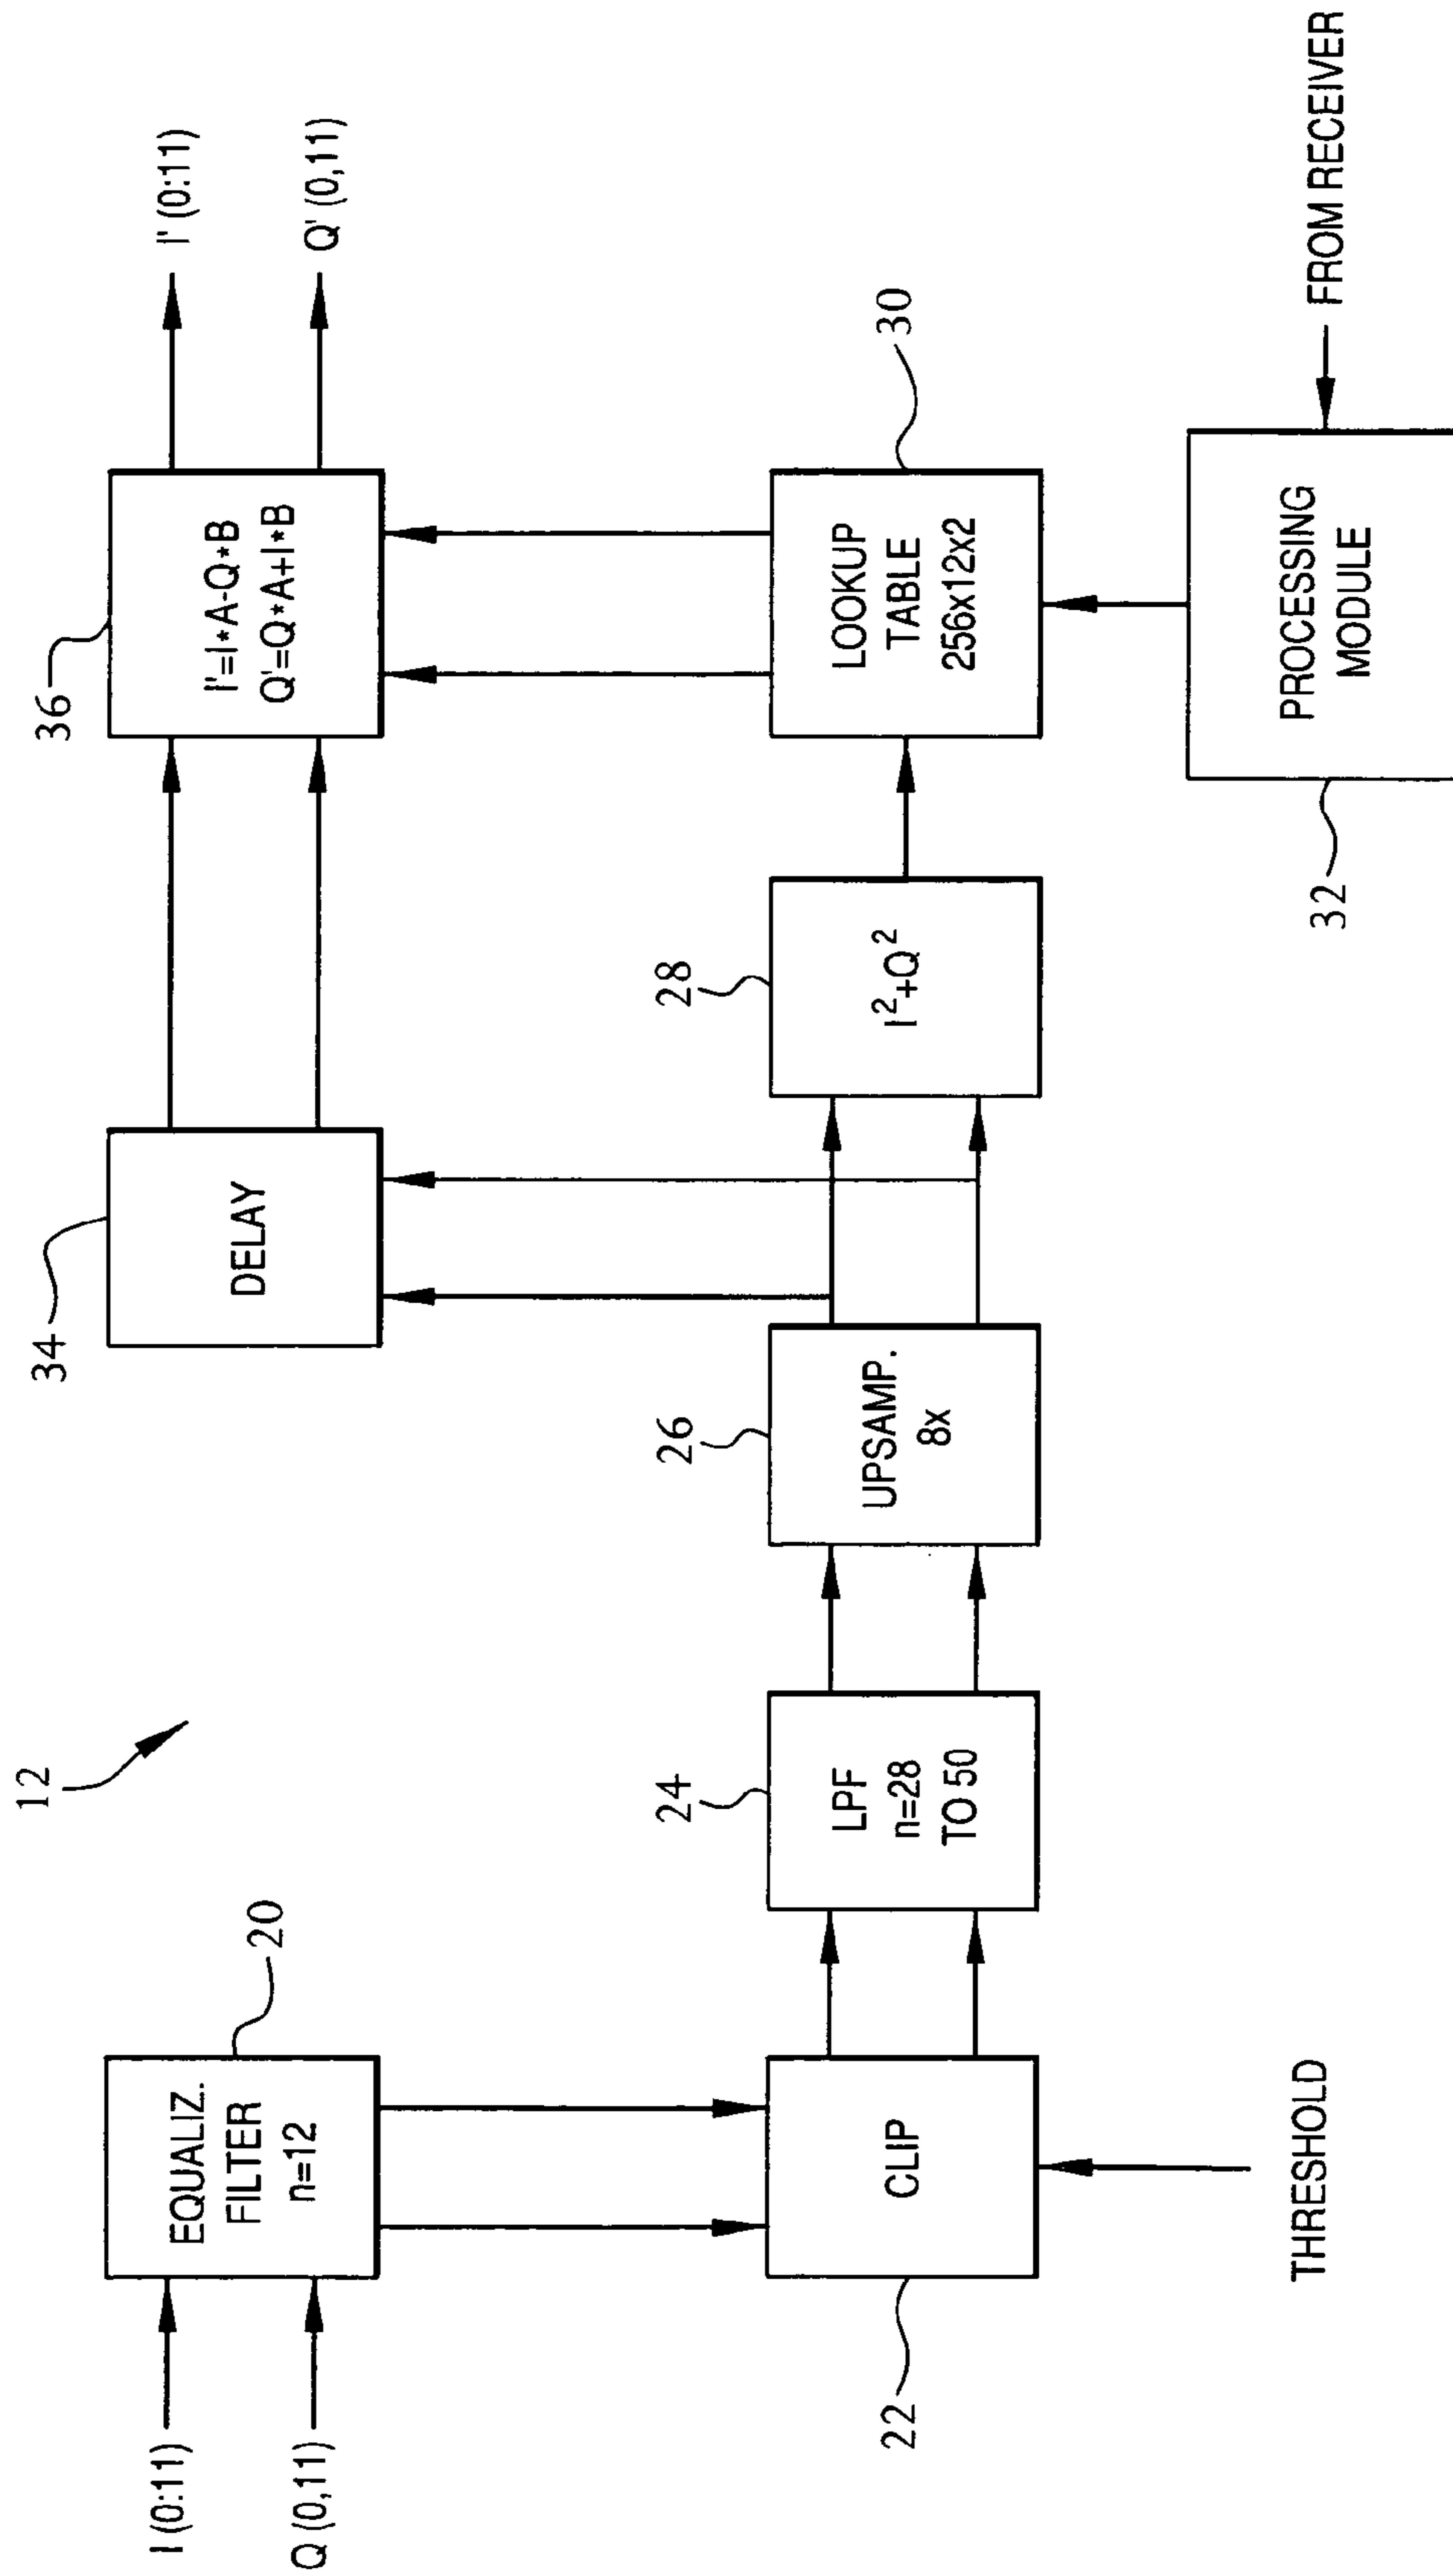 12
I (0:11)
Q (0,11)
EQUALIZ.
FILTER
n=12
20
34
DELAY
36
I'=I*A-Q*B
Q'=Q*A+I*B
I' (0:11)
Q' (0,11)
22
CLIP
THRESHOLD
24
LPF
n=28
TO 50
26
UPSAMP.
8x
28
I²+Q²
30
LOOKUP
TABLE
256x12x2
32
PROCESSING
MODULE
FROM RECEIVER